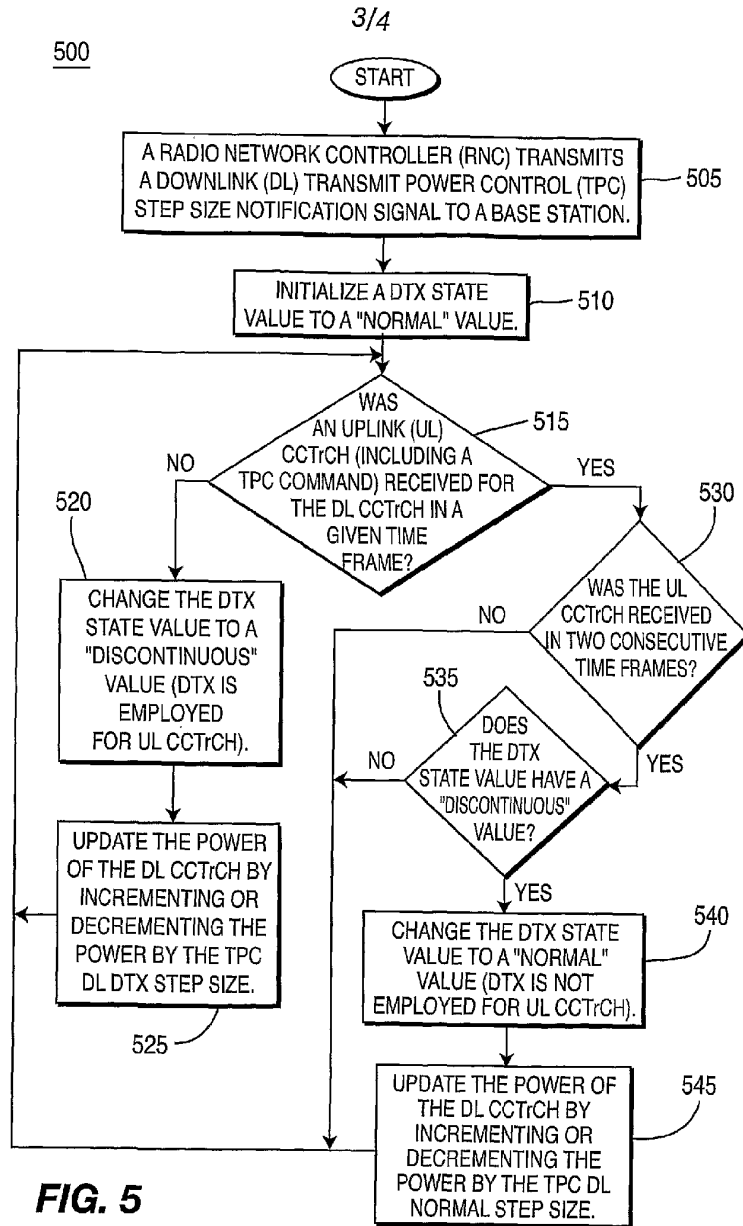 3/4
500
START
A RADIO NETWORK CONTROLLER (RNC) TRANSMITS
A DOWNLINK (DL) TRANSMIT POWER CONTROL (TPC)
STEP SIZE NOTIFICATION SIGNAL TO A BASE STATION.
505
INITIALIZE A DTX STATE
VALUE TO A "NORMAL" VALUE.
510
WAS
AN UPLINK (UL)
CCTrCH (INCLUDING A
TPC COMMAND) RECEIVED FOR
THE DL CCTrCH IN A
GIVEN TIME
FRAME?
515
NO
YES
520
CHANGE THE DTX
STATE VALUE TO A
"DISCONTINUOUS"
VALUE (DTX IS
EMPLOYED
FOR UL CCTrCH).
530
WAS THE UL
CCTrCH RECEIVED
IN TWO CONSECUTIVE
TIME FRAMES?
NO
YES
535
DOES
THE DTX
STATE VALUE HAVE A
"DISCONTINUOUS"
VALUE?
NO
YES
UPDATE THE POWER
OF THE DL CCTrCH BY
INCREMENTING OR
DECREMENTING THE
POWER BY THE TPC
DL DTX STEP SIZE.
525
CHANGE THE DTX STATE
VALUE TO A "NORMAL"
VALUE (DTX IS NOT
EMPLOYED FOR UL CCTrCH).
540
UPDATE THE POWER OF
THE DL CCTrCH BY
INCREMENTING OR
DECREMENTING THE
POWER BY THE TPC DL
NORMAL STEP SIZE.
545
FIG. 5